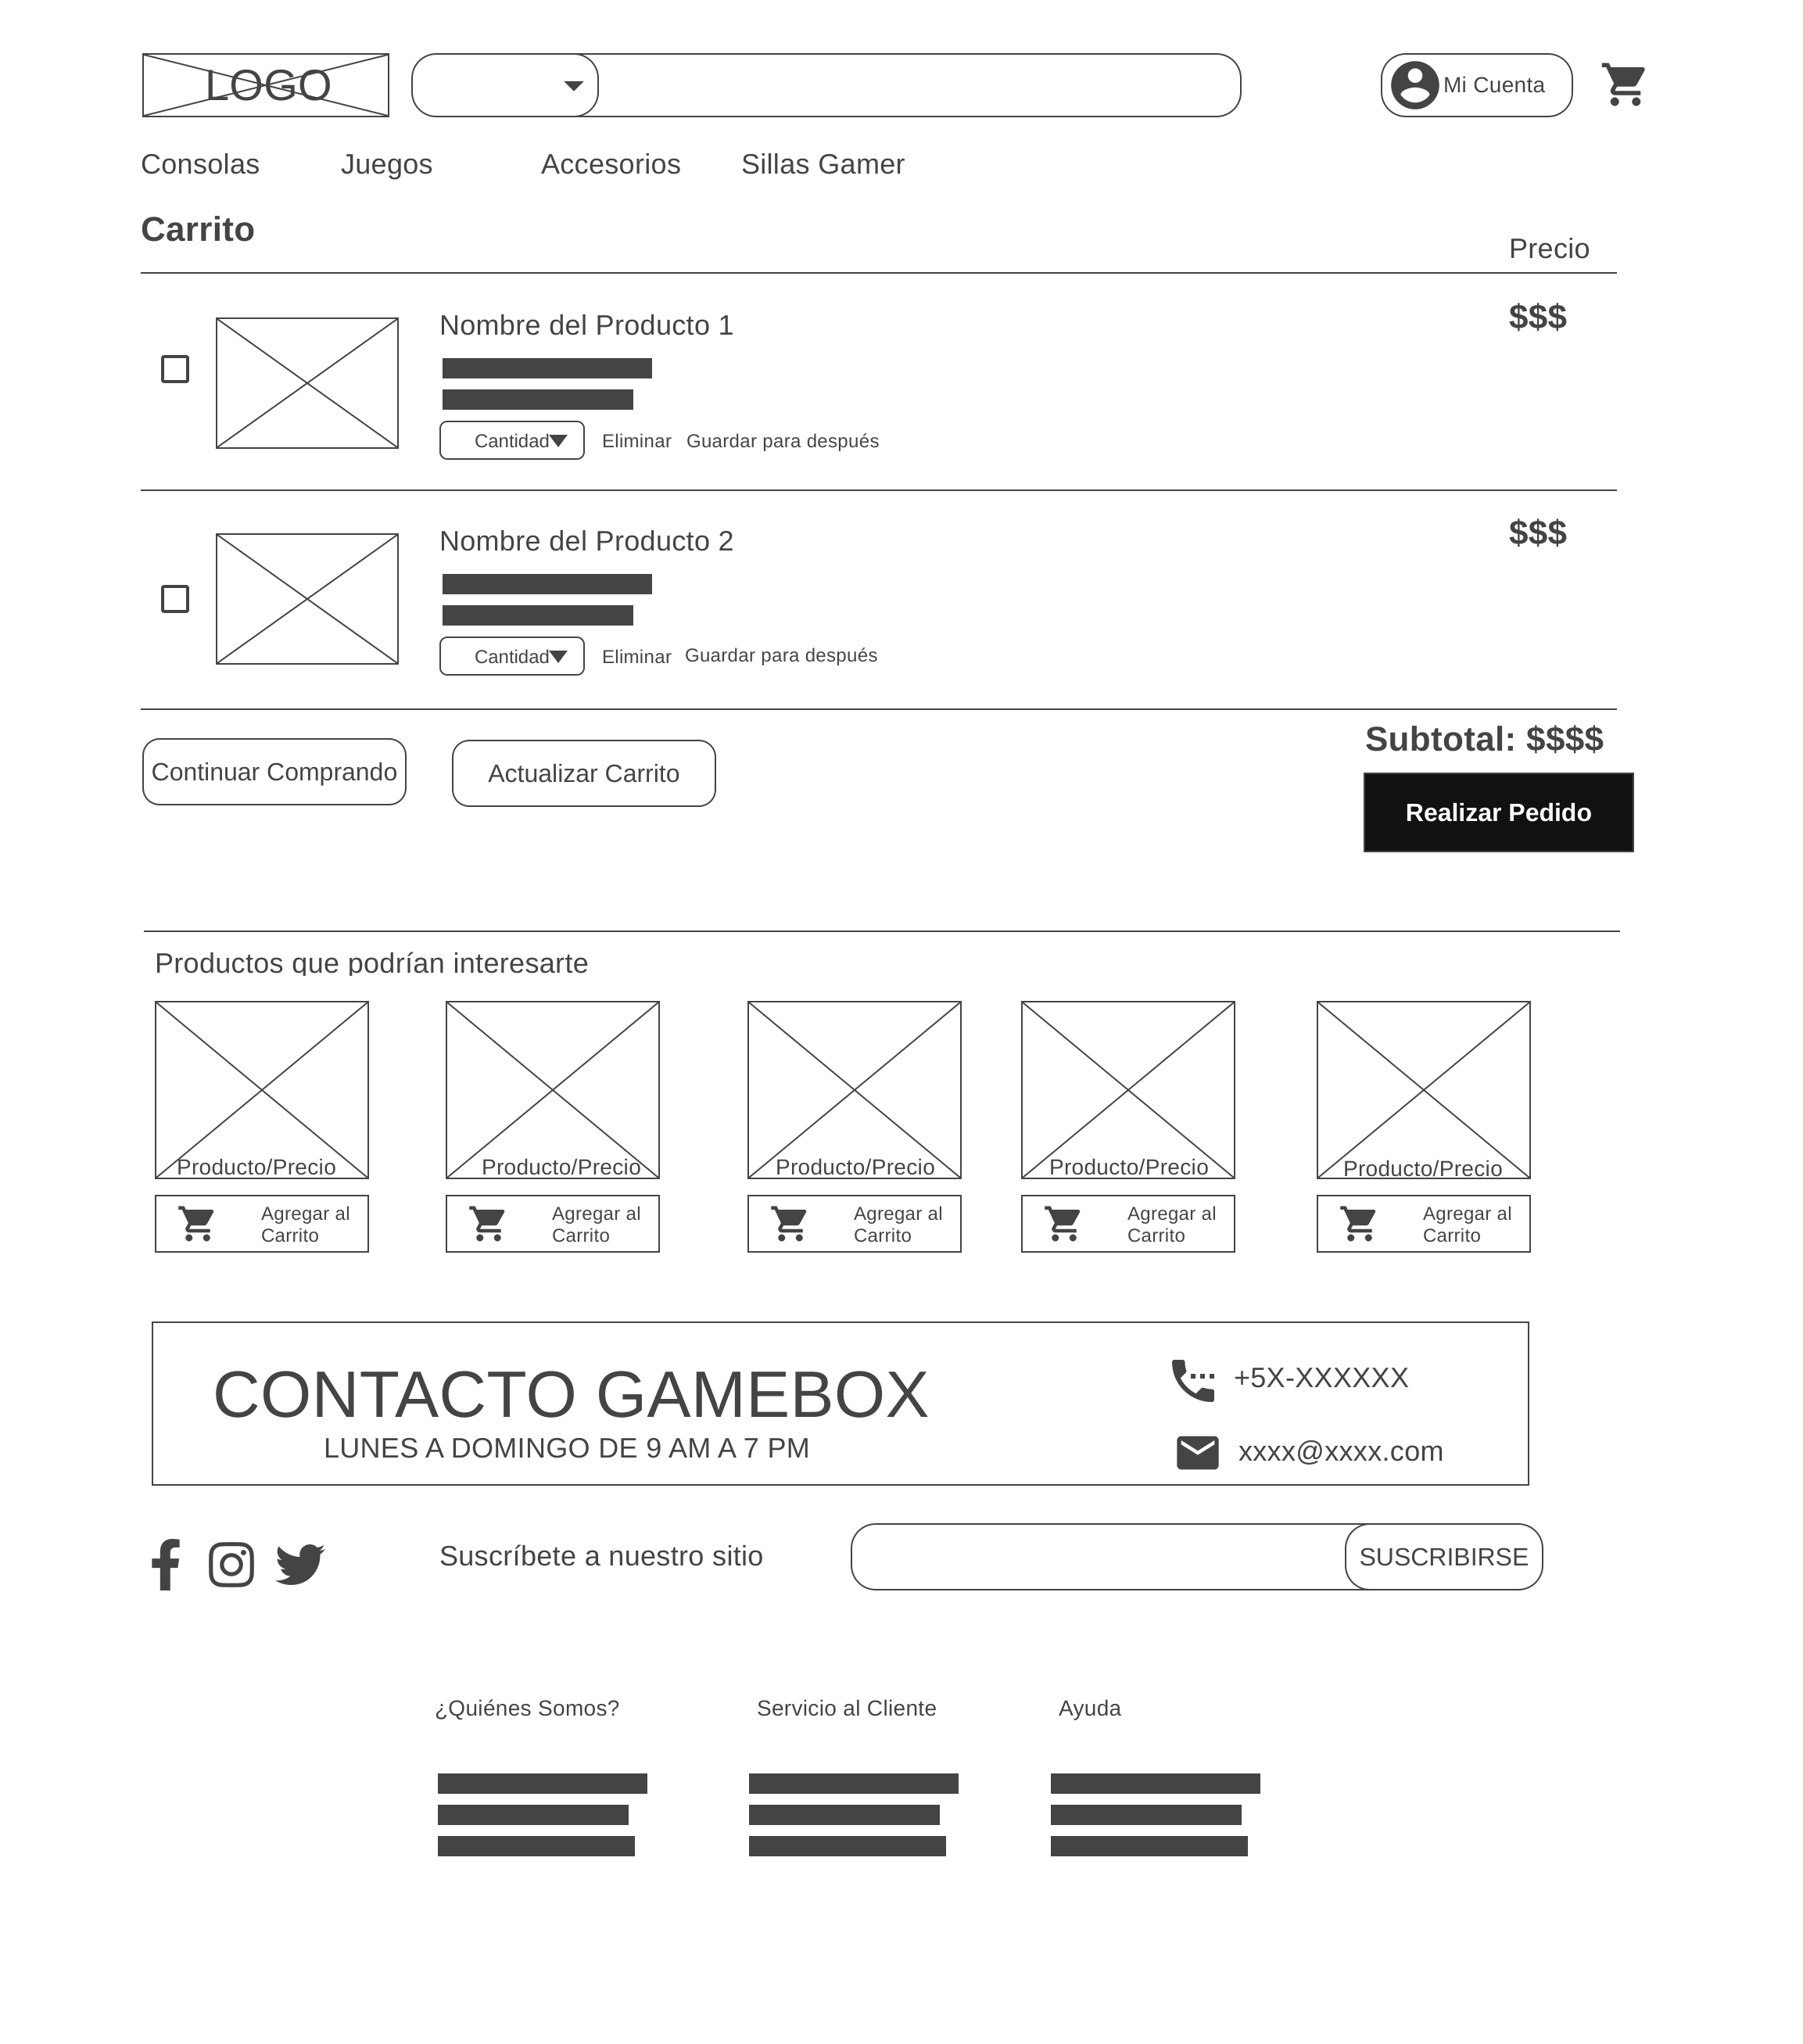 LOGO
Mi Cuenta
Consolas Juegos Accesorios Sillas Gamer
Carrito
Precio
Nombre del Producto 1
$$$
Cantidad Eliminar Guardar para después
Nombre del Producto 2
$$$
Cantidad Eliminar Guardar para después
Subtotal: $$$$
Continuar Comprando Actualizar Carrito
Realizar Pedido
Productos que podrían interesarte
Producto/Precio Producto/Precio Producto/Precio Producto/Precio Producto/Precio
Agregar al Agregar al Agregar al Agregar al Agregar al
Carrito Carrito Carrito Carrito Carrito
CONTACTO GAMEBOX
+5X-XXXXXX
LUNES A DOMINGO DE 9 AM A 7 PM
xxxx@xxxx.com
Suscríbete a nuestro sitio
SUSCRIBIRSE
¿Quiénes Somos? Servicio al Cliente Ayuda